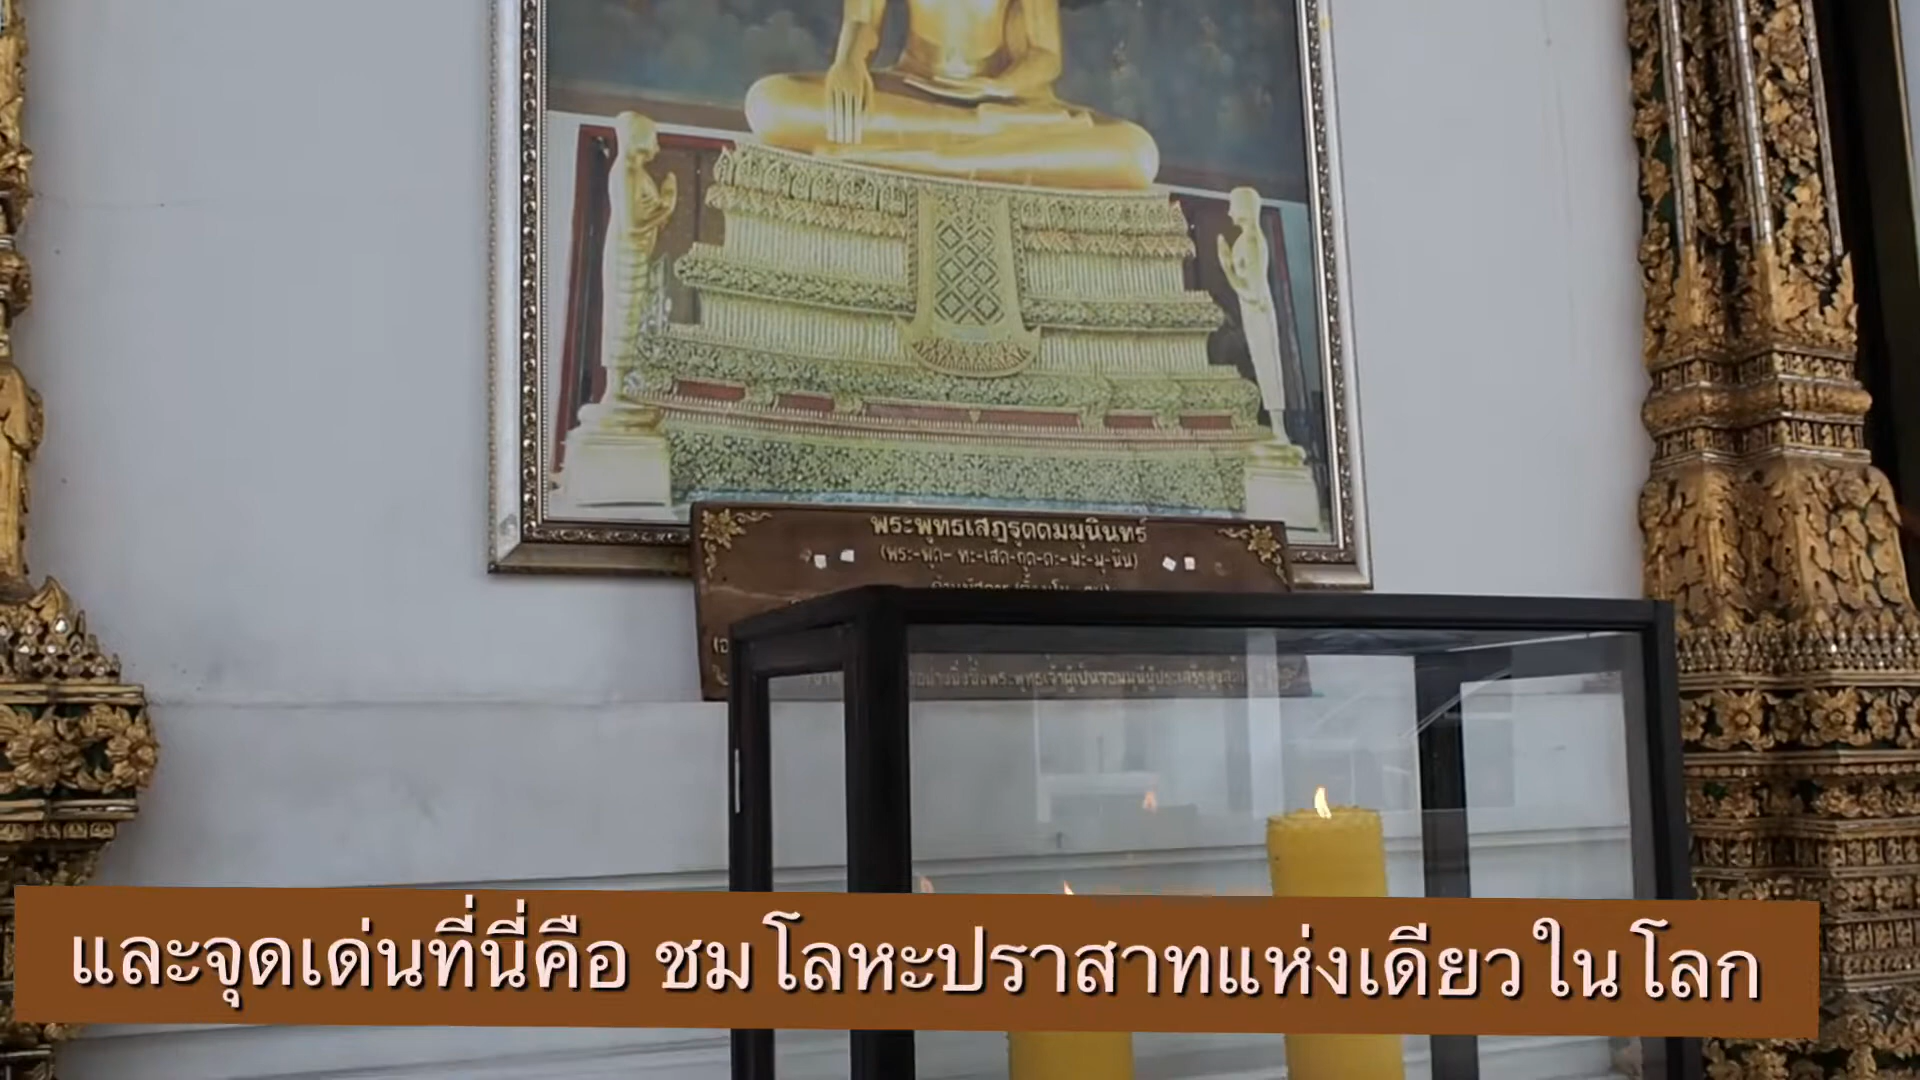 พระพุทธเสฏฐุตตมมุนินทร์
(พระ-พุด-ทะ-เสด-ถุด-ตะ-มะ-มุ-นิน)
และจุดเด่นที่นี่คือ ชมโลหะปราสาทแห่งเดียวในโลก